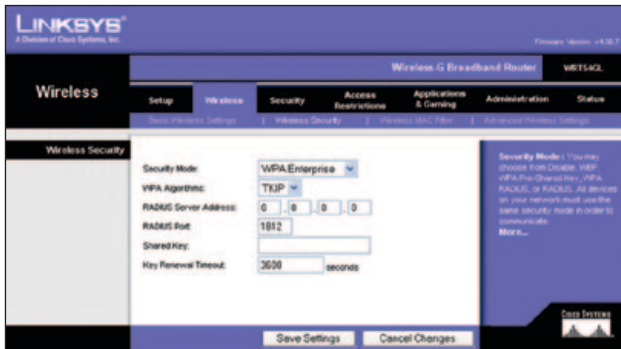 LINKSYS®
A Division of Cisco Systems, Inc.
Wireless-G Broadband Router
WRT54GL
Wireless
Setup
Wireless
Security
Access Restrictions
Applications & Gaming
Administration
Status
Basic Wireless Settings | Wireless Security | Wireless MAC Filter | Advanced Wireless Settings
Wireless Security
Security Mode: WPA Enterprise
WPA Algorithms: TKIP
RADIUS Server Address: 0 . 0 . 0 . 0
RADIUS Port: 1812
Shared Key:
Key Renewal Timeout: 3600 seconds
Security Mode : You may
choose from Disable, WEP,
WPA Pre-Shared Key, WPA
RADIUS, or RADIUS. All devices
on your network must use the
same security mode in order to
communicate.
More...
Save Settings
Cancel Changes
CISCO SYSTEMS